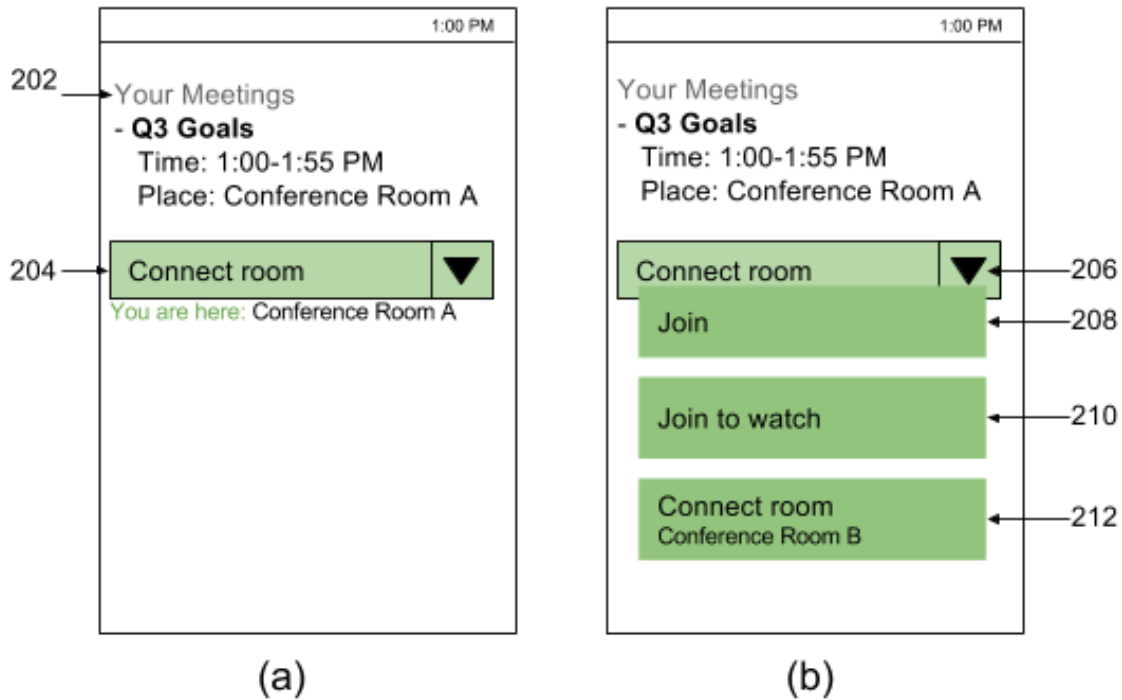 1:00 PM
202
Your Meetings
- Q3 Goals
Time: 1:00-1:55 PM
Place: Conference Room A
204
Connect room
You are here: Conference Room A
(a)
1:00 PM
Your Meetings
- Q3 Goals
Time: 1:00-1:55 PM
Place: Conference Room A
Connect room
206
Join
208
Join to watch
210
Connect room
Conference Room B
212
(b)